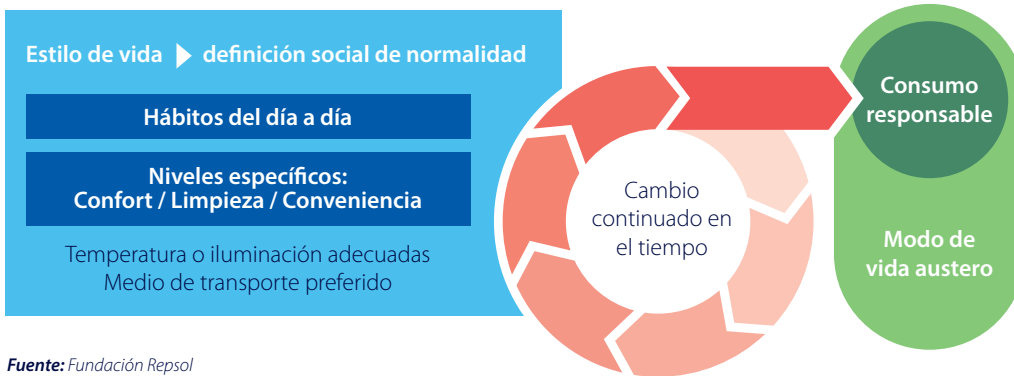 Estilo de vida ▶ definición social de normalidad
Hábitos del día a día
Niveles específicos:
Confort / Limpieza / Conveniencia
Temperatura o iluminación adecuadas
Medio de transporte preferido
Cambio
continuado en
el tiempo
Consumo
responsable
Modo de
vida austero
Fuente: Fundación Repsol